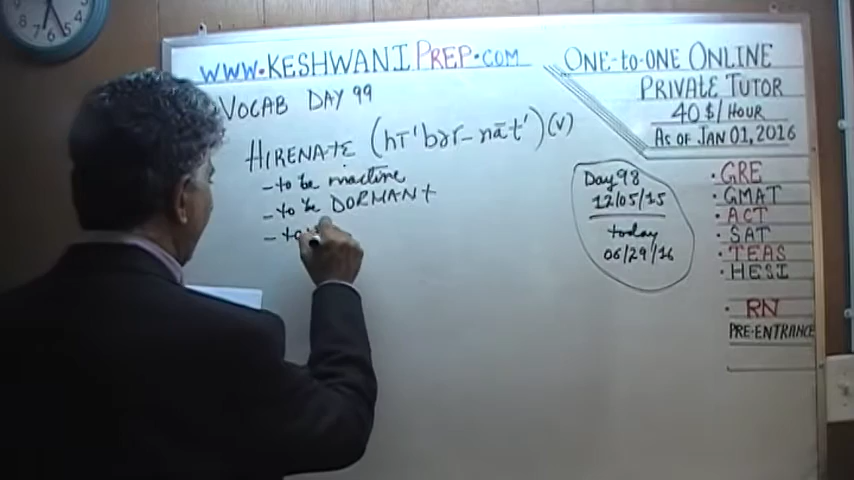 WWW.KESHWANIPREP.COM
VOCAB DAY 99
HIRENATE (hī'bər-nāt')(V)
- to be inactive
- to be DORMANT
- to
ONE-to-ONE ONLINE
PRIVATE TUTOR
40 $/HOUR
AS OF JAN 01, 2016
Day 98
12/05/15
today
06/29/16
• GRE
• GMAT
• ACT
• SAT
• TEAS
• HESI
• RN
PRE-ENTRANCE